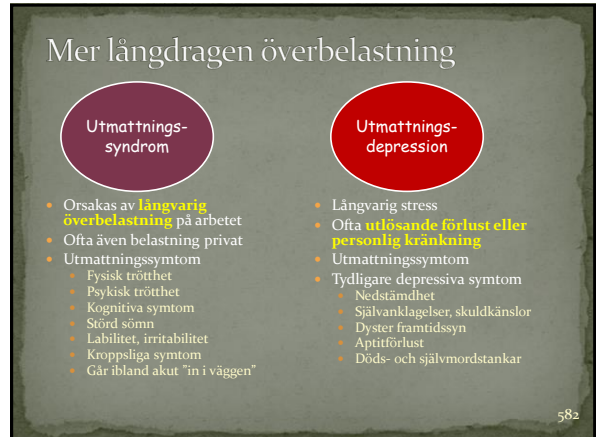 Mer långdragen överbelastning
Utmattnings-
syndrom
• Orsakas av långvarig
överbelastning på arbetet
• Ofta även belastning privat
• Utmattningssymtom
• Fysisk trötthet
• Psykisk trötthet
• Kognitiva symtom
• Störd sömn
• Labilitet, irritabilitet
• Kroppsliga symtom
• Går ibland akut ”in i väggen”
Utmattnings-
depression
• Långvarig stress
• Ofta utlösande förlust eller
personlig kränkning
• Utmattningssymtom
• Tydligare depressiva symtom
• Nedstämdhet
• Självanklagelser, skuldkänslor
• Dyster framtidssyn
• Aptitförlust
• Döds- och självmordstankar
582